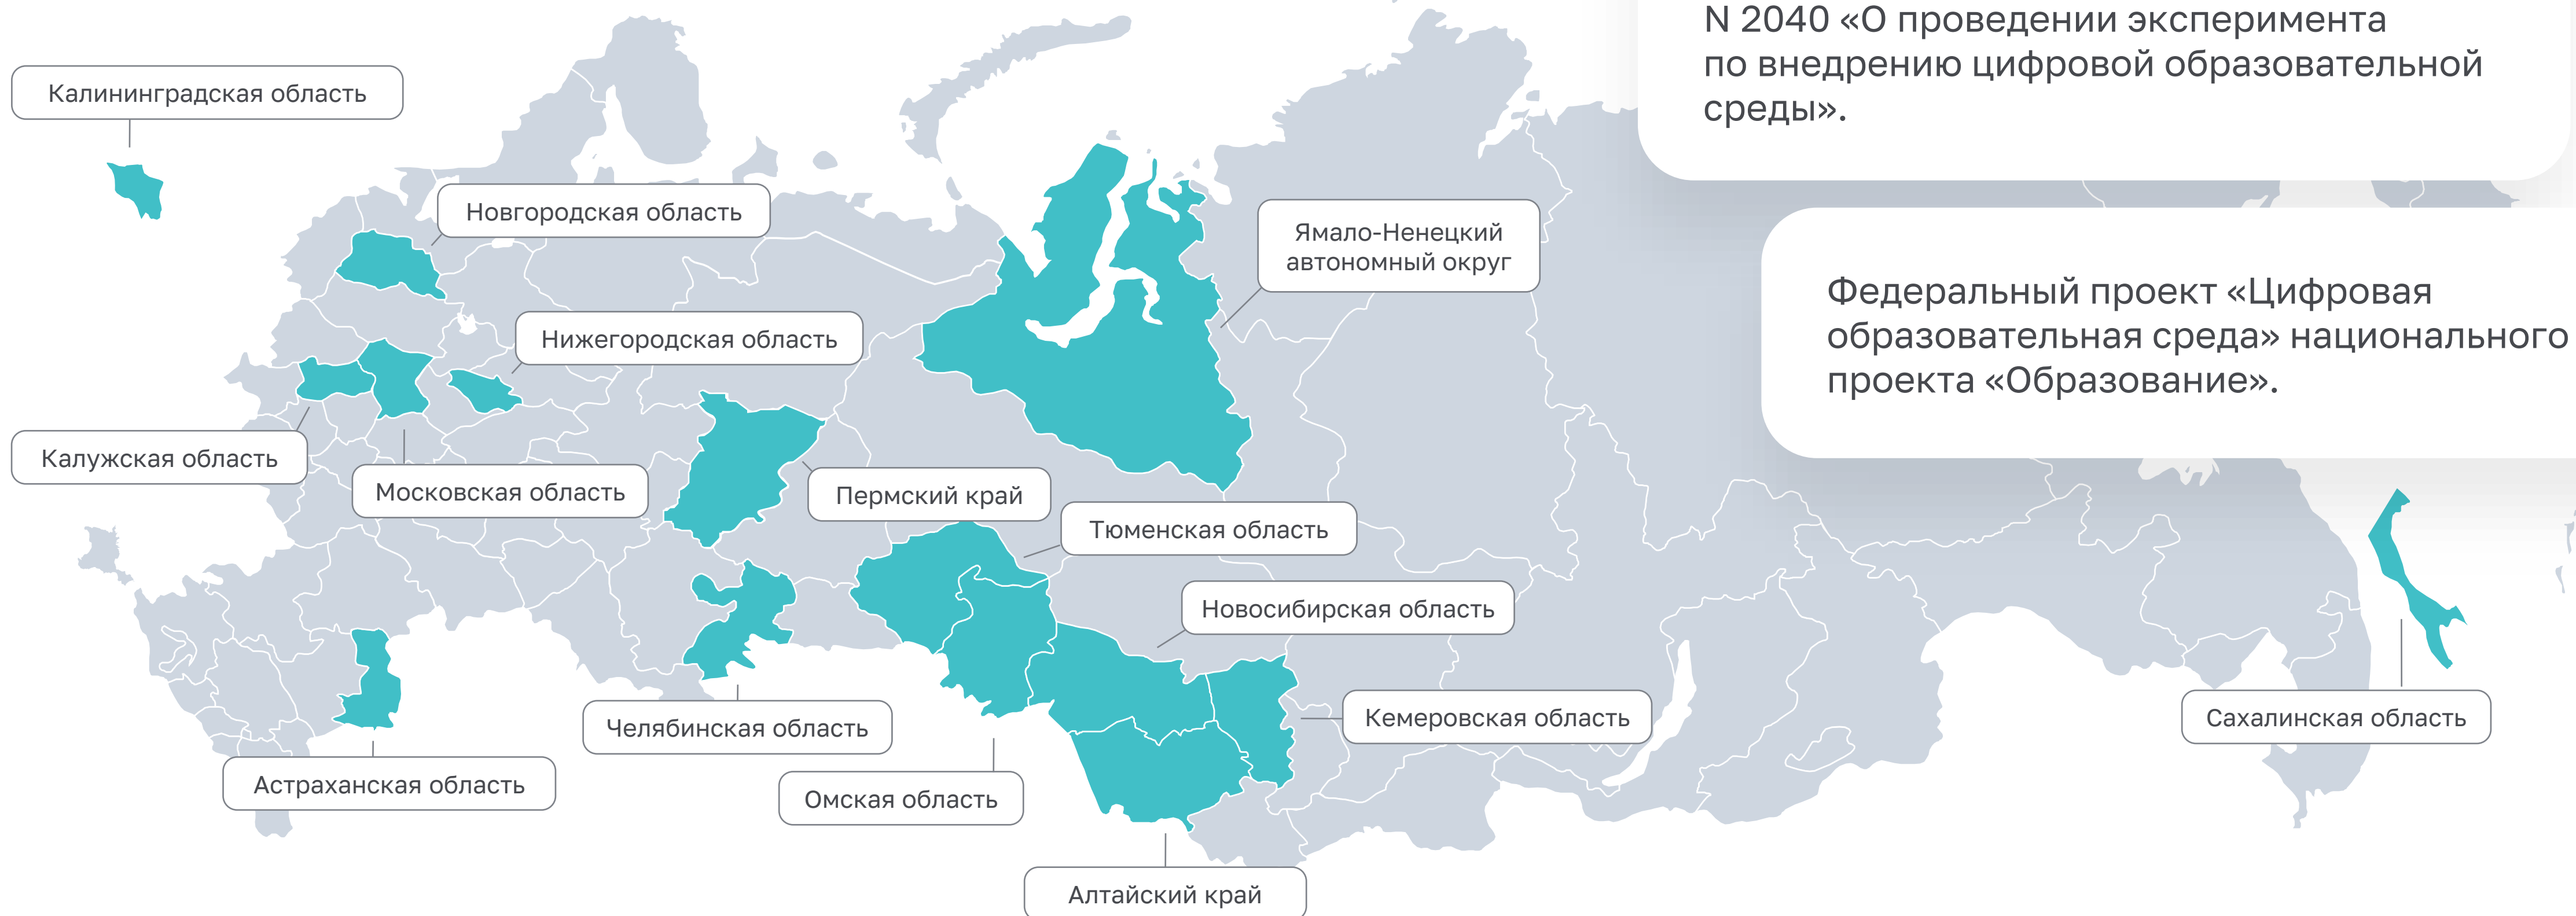 N 2040 «О проведении эксперимента
по внедрению цифровой образовательной
среды».
Калининградская область
Новгородская область
Ямало-Ненецкий
автономный округ
Федеральный проект «Цифровая
образовательная среда» национального
проекта «Образование».
Нижегородская область
Калужская область
Московская область
Пермский край
Тюменская область
Новосибирская область
Челябинская область
Кемеровская область
Сахалинская область
Астраханская область
Омская область
Алтайский край